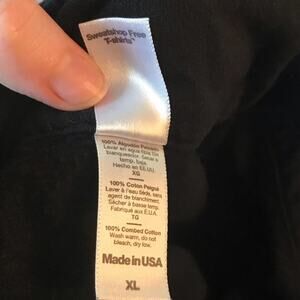 Sweatshop Free
"T-shirts"
100% Algodón Peinado
Lavar en agua tibia, sin
blanqueador. Secar a
temp. baja.
Hecho en EE.UU.
XG
100% Coton Peigné
Laver à l'eau tiède, sans
agent de blanchiment.
Sécher à basse temp.
Fabriqué aux E.U.A.
TG
100% Combed Cotton
Wash warm, do not
bleach, dry low.
Made in USA
XL